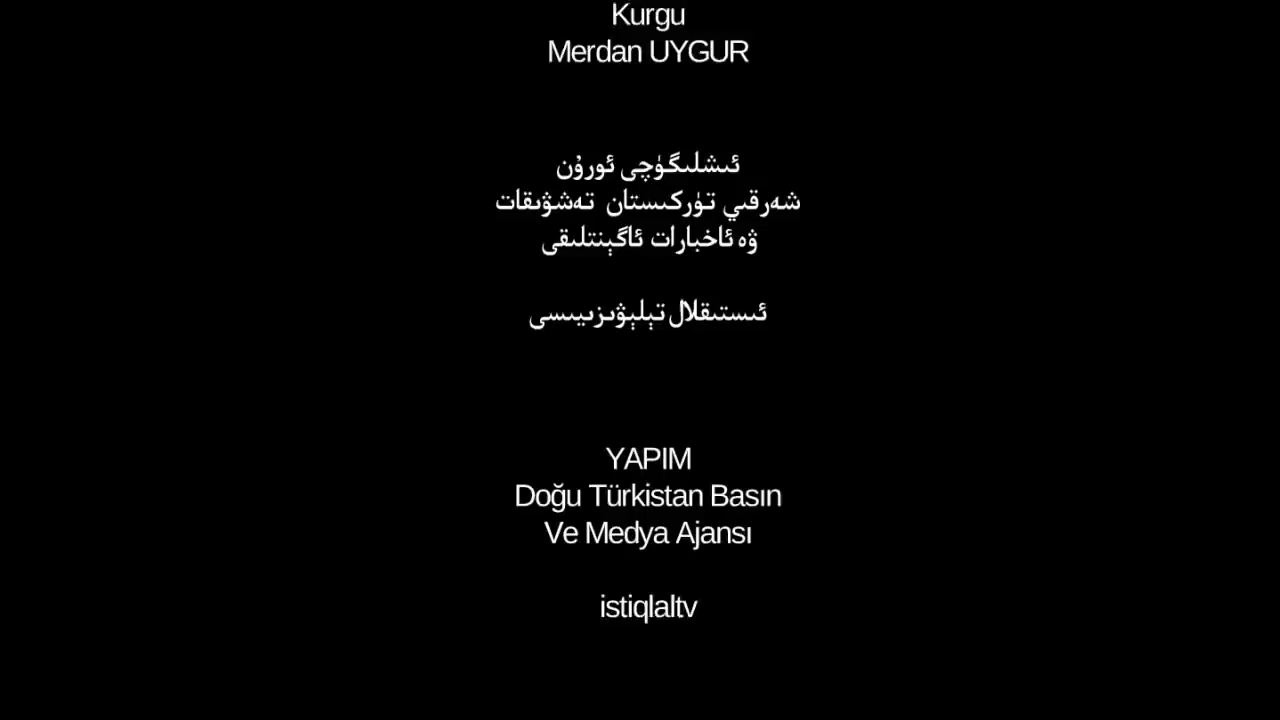 Kurgu
Merdan UYGUR
ئىشلىگۈچى ئورۇن
شەرقىي تۈركىستان تەشۋىقات
ۋە ئاخبارات ئاگېنتلىقى
ئىستىقلال تېلېۋىزىيىسى
YAPIM
Doğu Türkistan Basın
Ve Medya Ajansı
istiqlaltv